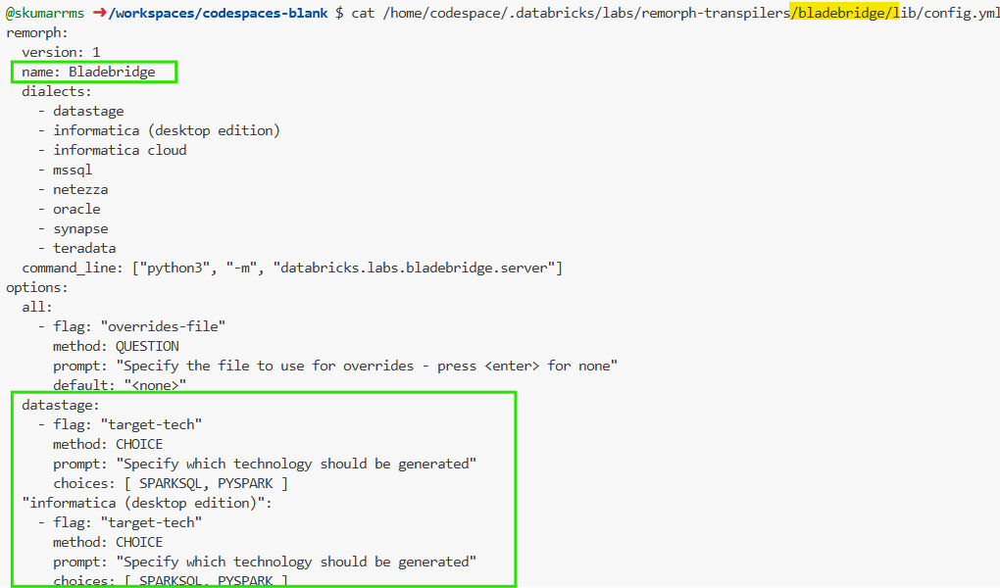 @skumarrms ➜/workspaces/codespaces-blank $ cat /home/codespace/.databricks/labs/remorph-transpilers/bladebridge/lib/config.yml
remorph:
  version: 1
  name: Bladebridge
  dialects:
    - datastage
    - informatica (desktop edition)
    - informatica cloud
    - mssql
    - netezza
    - oracle
    - synapse
    - teradata
  command_line: ["python3", "-m", "databricks.labs.bladebridge.server"]
options:
  all:
    - flag: "overrides-file"
      method: QUESTION
      prompt: "Specify the file to use for overrides - press <enter> for none"
      default: "<none>"
  datastage:
    - flag: "target-tech"
      method: CHOICE
      prompt: "Specify which technology should be generated"
      choices: [ SPARKSQL, PYSPARK ]
  "informatica (desktop edition)":
    - flag: "target-tech"
      method: CHOICE
      prompt: "Specify which technology should be generated"
      choices: [ SPARKSQL, PYSPARK ]